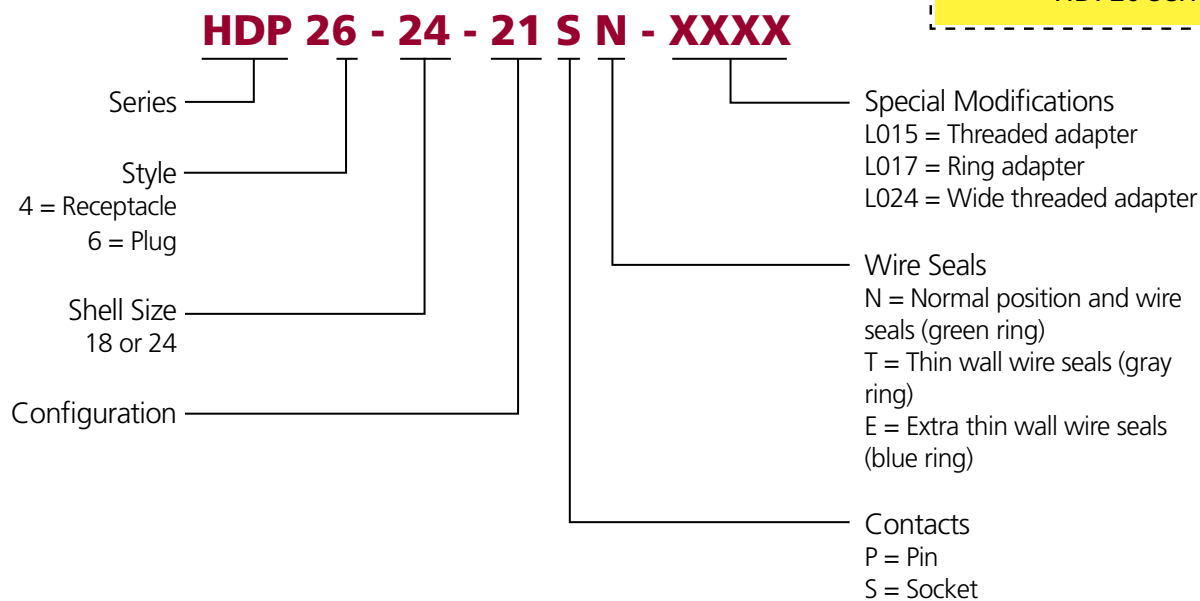 HDP 26 - 24 - 21 S N - XXXX
Series
Style
4 = Receptacle
6 = Plug
Shell Size
18 or 24
Configuration
Special Modifications
L015 = Threaded adapter
L017 = Ring adapter
L024 = Wide threaded adapter
Wire Seals
N = Normal position and wire
seals (green ring)
T = Thin wall wire seals (gray
ring)
E = Extra thin wall wire seals
(blue ring)
Contacts
P = Pin
S = Socket